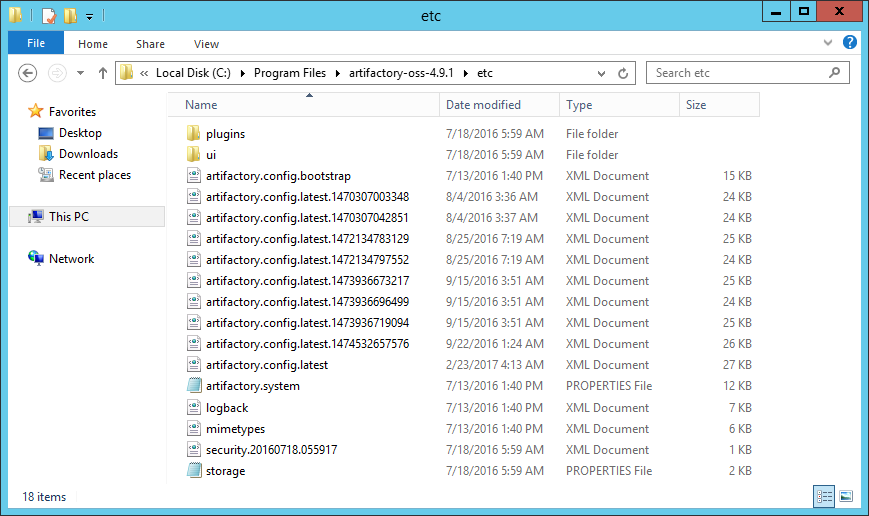 etc
File Home Share View
« Local Disk (C:) Program Files artifactory-oss-4.9.1 etc Search etc
Favorites
Desktop
Downloads
Recent places
This PC
Network
Name Date modified Type Size
plugins 7/18/2016 5:59 AM File folder
ui 7/18/2016 5:59 AM File folder
artifactory.config.bootstrap 7/13/2016 1:40 PM XML Document 15 KB
artifactory.config.latest.1470307003348 8/4/2016 3:36 AM XML Document 24 KB
artifactory.config.latest.1470307042851 8/4/2016 3:37 AM XML Document 24 KB
artifactory.config.latest.1472134783129 8/25/2016 7:19 AM XML Document 25 KB
artifactory.config.latest.1472134797552 8/25/2016 7:19 AM XML Document 24 KB
artifactory.config.latest.1473936673217 9/15/2016 3:51 AM XML Document 25 KB
artifactory.config.latest.1473936696499 9/15/2016 3:51 AM XML Document 24 KB
artifactory.config.latest.1473936719094 9/15/2016 3:51 AM XML Document 25 KB
artifactory.config.latest.1474532657576 9/22/2016 1:24 AM XML Document 26 KB
artifactory.config.latest 2/23/2017 4:13 AM XML Document 27 KB
artifactory.system 7/13/2016 1:40 PM PROPERTIES File 12 KB
logback 7/13/2016 1:40 PM XML Document 7 KB
mimetypes 7/13/2016 1:40 PM XML Document 6 KB
security.20160718.055917 7/18/2016 5:59 AM XML Document 1 KB
storage 7/18/2016 5:59 AM PROPERTIES File 2 KB
18 items